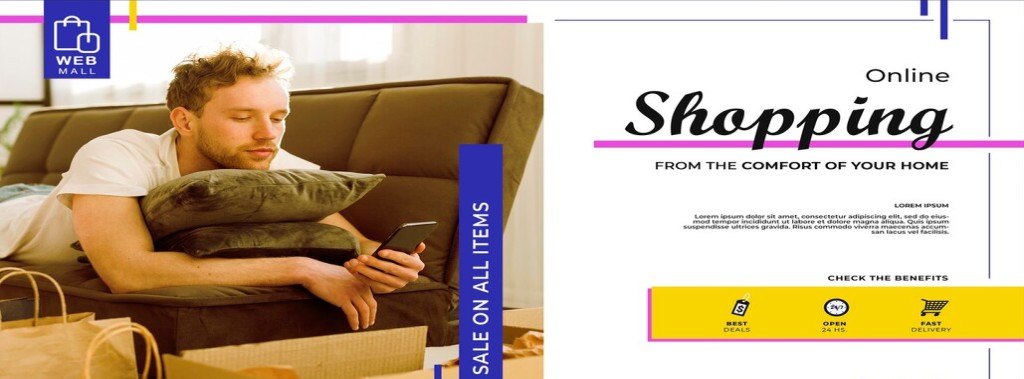 WEB
MALL
SALE ON ALL ITEMS
Online
Shopping
FROM THE COMFORT OF YOUR HOME
LOREM IPSUM
Lorem ipsum dolor sit amet, consectetur adipiscing elit, sed do eius-
mod tempor incididunt ut labore et dolore magna aliqua. Quis ipsum
suspendisse ultrices gravida. Risus commodo viverra maecenas accum-
san lacus vel facilisis.
CHECK THE BENEFITS
24/7
BEST
DEALS
OPEN
24 HS.
FAST
DELIVERY